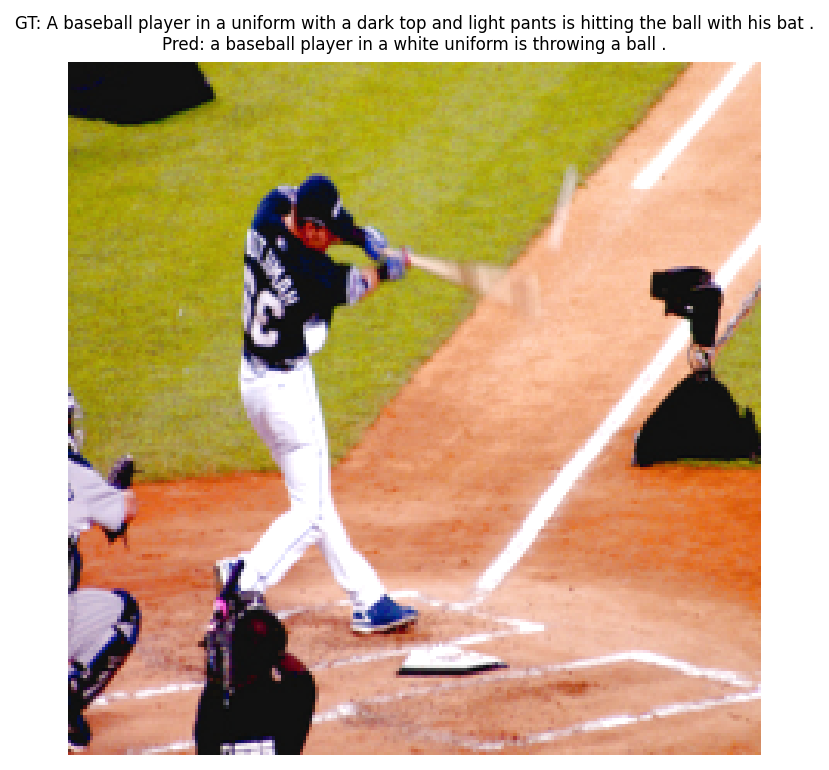 GT: A baseball player in a uniform with a dark top and light pants is hitting the ball with his bat .
Pred: a baseball player in a white uniform is throwing a ball .